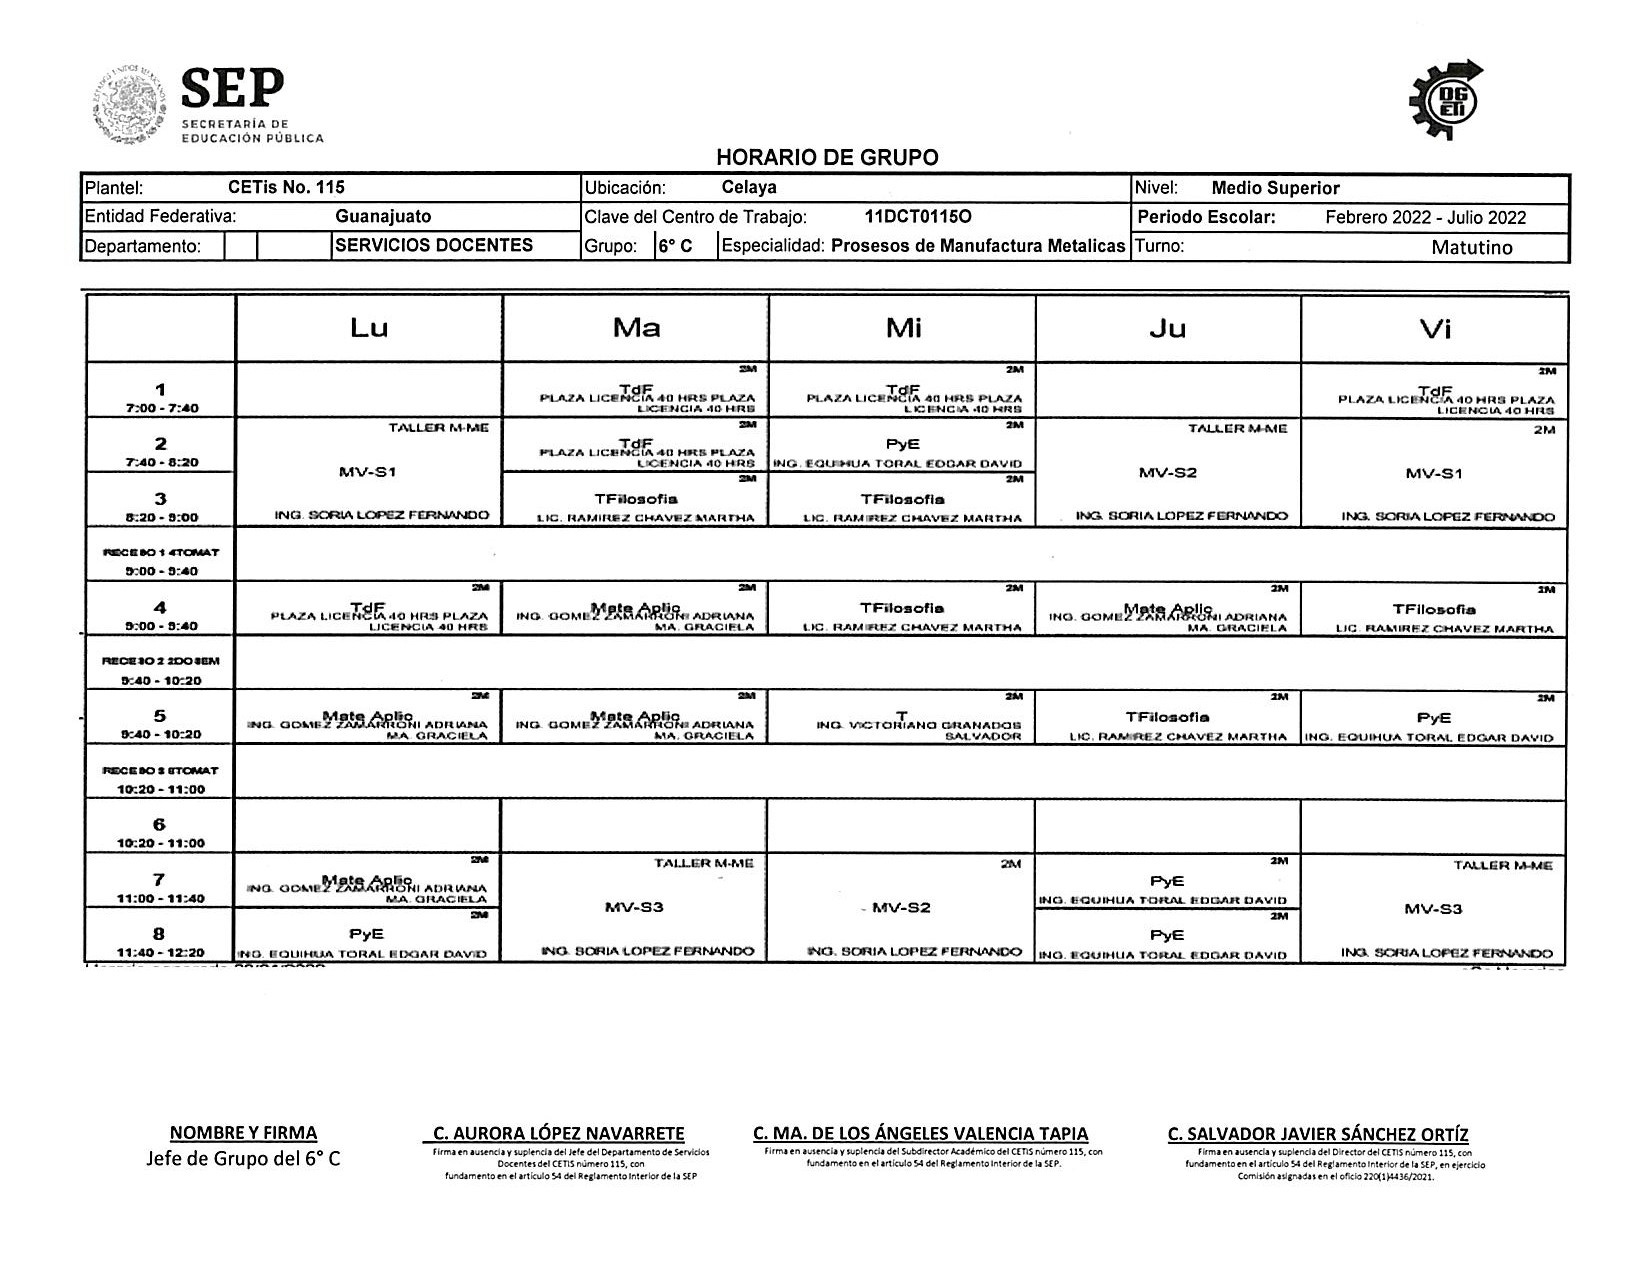 SEP
SECRETARÍA DE
EDUCACIÓN PÚBLICA
DG
ETI
HORARIO DE GRUPO
Plantel: CETis No. 115 Ubicación: Celaya Nivel: Medio Superior
Entidad Federativa: Guanajuato Clave del Centro de Trabajo: 11DCT0115O Periodo Escolar: Febrero 2022 - Julio 2022
Departamento: SERVICIOS DOCENTES Grupo: 6° C Especialidad: Prosesos de Manufactura Metalicas Turno: Matutino
Lu Ma Mi Ju Vi
1
7:00 - 7:40
2M
TdF
PLAZA LICENCIA 40 HRS PLAZA
LICENCIA 40 HRS
2M
TdF
PLAZA LICENCIA 40 HRS PLAZA
LICENCIA 40 HRS
2M
TdF
PLAZA LICENCIA 40 HRS PLAZA
LICENCIA 40 HRS
2
7:40 - 8:20
TALLER M-ME
MV-S1
ING. SORIA LOPEZ FERNANDO
2M
TdF
PLAZA LICENCIA 40 HRS PLAZA
LICENCIA 40 HRS
2M
PyE
ING. EQUIHUA TORAL EDGAR DAVID
TALLER M-ME
MV-S2
ING. SORIA LOPEZ FERNANDO
2M
MV-S1
ING. SORIA LOPEZ FERNANDO
3
8:20 - 9:00
2M
TFilosofia
LIC. RAMIREZ CHAVEZ MARTHA
2M
TFilosofia
LIC. RAMIREZ CHAVEZ MARTHA
RECESO 1 4TOMAT
9:00 - 9:40
4
9:00 - 9:40
2M
TdF
PLAZA LICENCIA 40 HRS PLAZA
LICENCIA 40 HRS
2M
Mate Aplic
ING. GOMEZ ZAMARRONI ADRIANA
MA. GRACIELA
2M
TFilosofia
LIC. RAMIREZ CHAVEZ MARTHA
2M
Mate Aplic
ING. GOMEZ ZAMARRONI ADRIANA
MA. GRACIELA
2M
TFilosofia
LIC. RAMIREZ CHAVEZ MARTHA
RECESO 2 2DOSEM
9:40 - 10:20
5
9:40 - 10:20
2M
Mate Aplic
ING. GOMEZ ZAMARRONI ADRIANA
MA. GRACIELA
2M
Mate Aplic
ING. GOMEZ ZAMARRONI ADRIANA
MA. GRACIELA
2M
T
ING. VICTORIANO GRANADOS
SALVADOR
2M
TFilosofia
LIC. RAMIREZ CHAVEZ MARTHA
2M
PyE
ING. EQUIHUA TORAL EDGAR DAVID
RECESO 3 6TOMAT
10:20 - 11:00
6
10:20 - 11:00
7
11:00 - 11:40
2M
Mate Aplic
ING. GOMEZ ZAMARRONI ADRIANA
MA. GRACIELA
TALLER M-ME
MV-S3
ING. SORIA LOPEZ FERNANDO
2M
MV-S2
ING. SORIA LOPEZ FERNANDO
2M
PyE
ING. EQUIHUA TORAL EDGAR DAVID
TALLER M-ME
MV-S3
ING. SORIA LOPEZ FERNANDO
8
11:40 - 12:20
2M
PyE
ING. EQUIHUA TORAL EDGAR DAVID
2M
PyE
ING. EQUIHUA TORAL EDGAR DAVID
NOMBRE Y FIRMA
Jefe de Grupo del 6° C
C. AURORA LÓPEZ NAVARRETE
Firma en ausencia y suplencia del Jefe del Departamento de Servicios
Docentes del CETIS número 115, con
fundamento en el artículo 54 del Reglamento Interior de la SEP
C. MA. DE LOS ÁNGELES VALENCIA TAPIA
Firma en ausencia y suplencia del Subdirector Académico del CETIS número 115, con
fundamento en el artículo 54 del Reglamento Interior de la SEP.
C. SALVADOR JAVIER SÁNCHEZ ORTÍZ
Firma en ausencia y suplencia del Director del CETIS número 115, con
fundamento en el artículo 54 del Reglamento Interior de la SEP, en ejercicio
Comisión asignadas en el oficio 220(1)4436/2021.